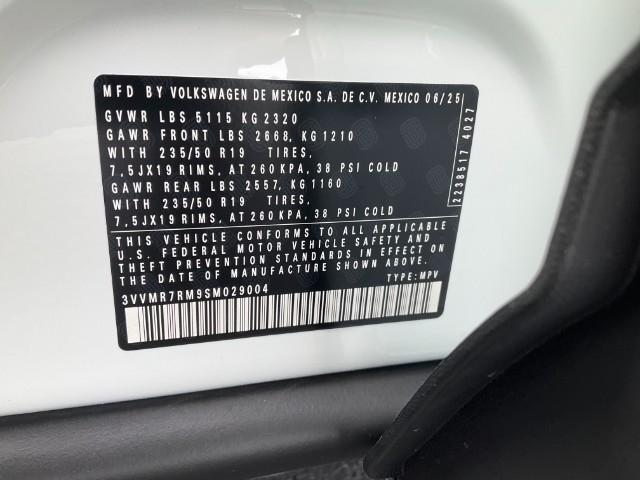 MFD BY VOLKSWAGEN DE MEXICO S.A. DE C.V. MEXICO 06/25
GVWR LBS 5115 KG 2320
GAWR FRONT LBS 2668, KG 1210
WITH 235/50 R19 TIRES,
7,5JX19 RIMS, AT 260 KPA, 38 PSI COLD
GAWR REAR LBS 2557, KG 1160
WITH 235/50 R19 TIRES,
7,5JX19 RIMS, AT 260 KPA, 38 PSI COLD
THIS VEHICLE CONFORMS TO ALL APPLICABLE
U.S. FEDERAL MOTOR VEHICLE SAFETY AND
THEFT PREVENTION STANDARDS IN EFFECT ON
THE DATE OF MANUFACTURE SHOWN ABOVE
3VVMR7RM9SM029004 TYPE: MPV
2238517 4027